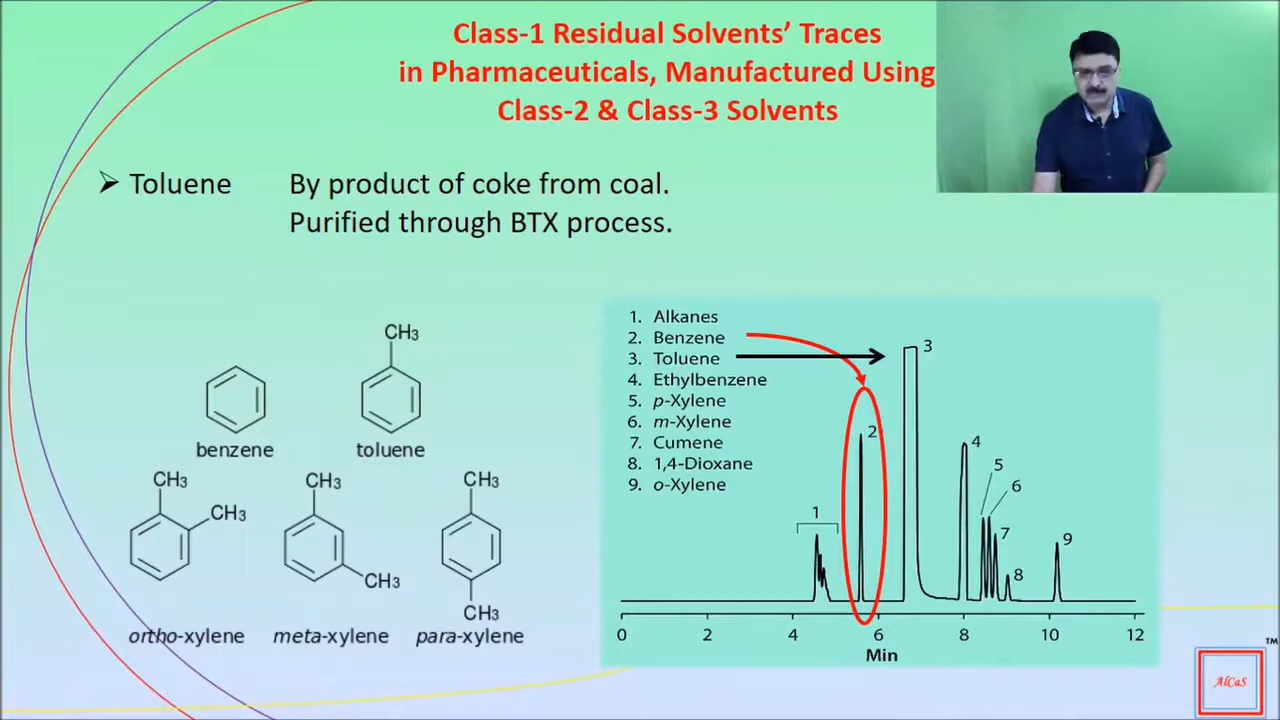 Class-1 Residual Solvents’ Traces
in Pharmaceuticals, Manufactured Using
Class-2 & Class-3 Solvents
➢ Toluene By product of coke from coal.
Purified through BTX process.
CH3
benzene toluene
CH3 CH3 CH3
CH3
CH3
CH3
ortho-xylene meta-xylene para-xylene
1. Alkanes
2. Benzene
3. Toluene
4. Ethylbenzene
5. p-Xylene
6. m-Xylene
7. Cumene
8. 1,4-Dioxane
9. o-Xylene
1
2
3
4
5
6
7
8
9
0 2 4 6 8 10 12
Min
TM
AlCaS